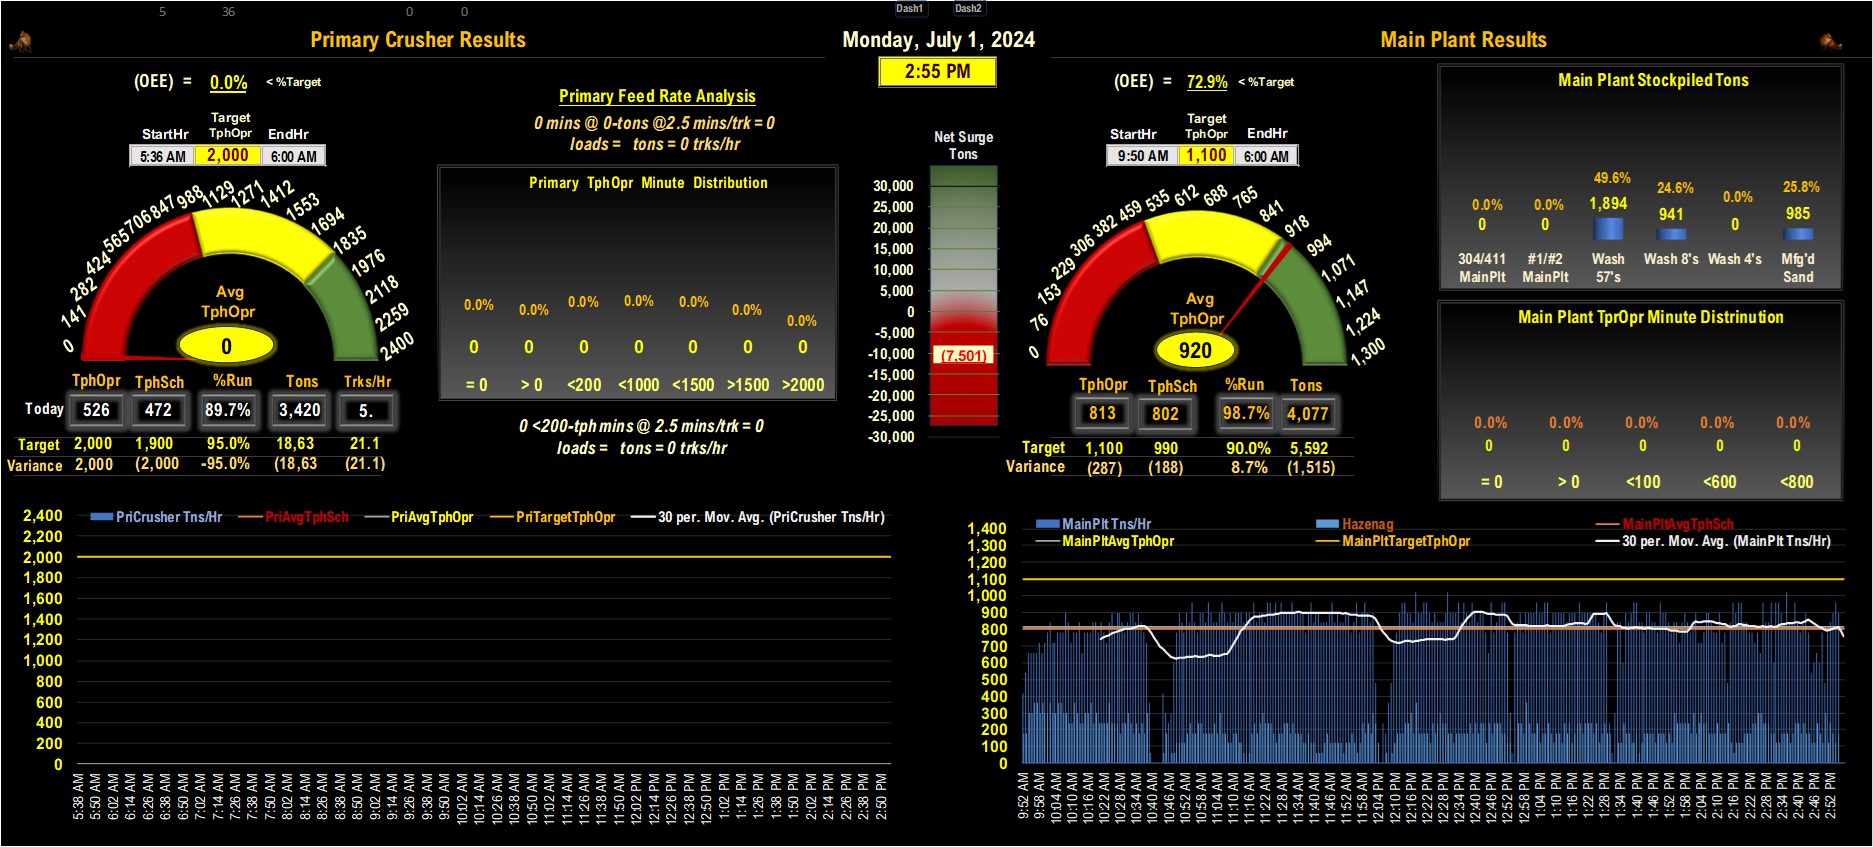 5 36 0 0 Dash1 Dash2
Primary Crusher Results
Monday, July 1, 2024
2:55 PM
Main Plant Results
(OEE) = 0.0% < %Target
StartHr Target TphOpr EndHr
5:36 AM 2,000 6:00 AM
0 141 282 424 565 706 847 988 1129 1271 1412 1553 1694 1835 1976 2118 2259 2400
Avg
TphOpr
0
TphOpr TphSch %Run Tons Trks/Hr
Today 526 472 89.7% 3,420 5.
Target 2,000 1,900 95.0% 18,63 21.1
Variance 2,000 (2,000 -95.0% (18,63 (21.1)
Primary Feed Rate Analysis
0 mins @ 0-tons @2.5 mins/trk = 0
loads = tons = 0 trks/hr
Primary TphOpr Minute Distribution
0.0% 0.0% 0.0% 0.0% 0.0% 0.0% 0.0%
0 0 0 0 0 0 0
= 0 > 0 <200 <1000 <1500 >1500 >2000
0 <200-tph mins @ 2.5 mins/trk = 0
loads = tons = 0 trks/hr
Net Surge
Tons
30,000
25,000
20,000
15,000
10,000
5,000
0
-5,000
-10,000
-15,000
-20,000
-25,000
-30,000
(7,501)
(OEE) = 72.9% < %Target
StartHr Target TphOpr EndHr
9:50 AM 1,100 6:00 AM
0 76 153 229 306 382 459 535 612 688 765 841 918 994 1,071 1,147 1,224 1,300
Avg
TphOpr
920
TphOpr TphSch %Run Tons
813 802 98.7% 4,077
Target 1,100 990 90.0% 5,592
Variance (287) (188) 8.7% (1,515)
Main Plant Stockpiled Tons
0.0% 0.0% 49.6% 24.6% 0.0% 25.8%
0 0 1,894 941 0 985
304/411 MainPlt #1/#2 MainPlt Wash 57's Wash 8's Wash 4's Mfg'd Sand
Main Plant TprOpr Minute Distrinution
0.0% 0.0% 0.0% 0.0% 0.0%
0 0 0 0 0
= 0 > 0 <100 <600 <800
PriCrusher Tns/Hr PriAvgTphSch PriAvgTphOpr PriTargetTphOpr 30 per. Mov. Avg. (PriCrusher Tns/Hr)
2,400
2,200
2,000
1,800
1,600
1,400
1,200
1,000
800
600
400
200
0
5:38 AM 5:50 AM 6:02 AM 6:14 AM 6:26 AM 6:38 AM 6:50 AM 7:02 AM 7:14 AM 7:26 AM 7:38 AM 7:50 AM 8:02 AM 8:14 AM 8:26 AM 8:38 AM 8:50 AM 9:02 AM 9:14 AM 9:26 AM 9:38 AM 9:50 AM 10:02 AM 10:14 AM 10:26 AM 10:38 AM 10:50 AM 11:02 AM 11:14 AM 11:26 AM 11:38 AM 11:50 AM 12:02 PM 12:14 PM 12:26 PM 12:38 PM 12:50 PM 1:02 PM 1:14 PM 1:26 PM 1:38 PM 1:50 PM 2:02 PM 2:14 PM 2:26 PM 2:38 PM 2:50 PM
MainPlt Tns/Hr Hazenag MainPltAvgTphSch
MainPltAvgTphOpr MainPltTargetTphOpr 30 per. Mov. Avg. (MainPlt Tns/Hr)
1,400
1,300
1,200
1,100
1,000
900
800
700
600
500
400
300
200
100
0
9:52 AM 9:58 AM 10:04 AM 10:10 AM 10:16 AM 10:22 AM 10:28 AM 10:34 AM 10:40 AM 10:46 AM 10:52 AM 10:58 AM 11:04 AM 11:10 AM 11:16 AM 11:22 AM 11:28 AM 11:34 AM 11:40 AM 11:46 AM 11:52 AM 11:58 AM 12:04 PM 12:10 PM 12:16 PM 12:22 PM 12:28 PM 12:34 PM 12:40 PM 12:46 PM 12:52 PM 12:58 PM 1:04 PM 1:10 PM 1:16 PM 1:22 PM 1:28 PM 1:34 PM 1:40 PM 1:46 PM 1:52 PM 1:58 PM 2:04 PM 2:10 PM 2:16 PM 2:22 PM 2:28 PM 2:34 PM 2:40 PM 2:46 PM 2:52 PM